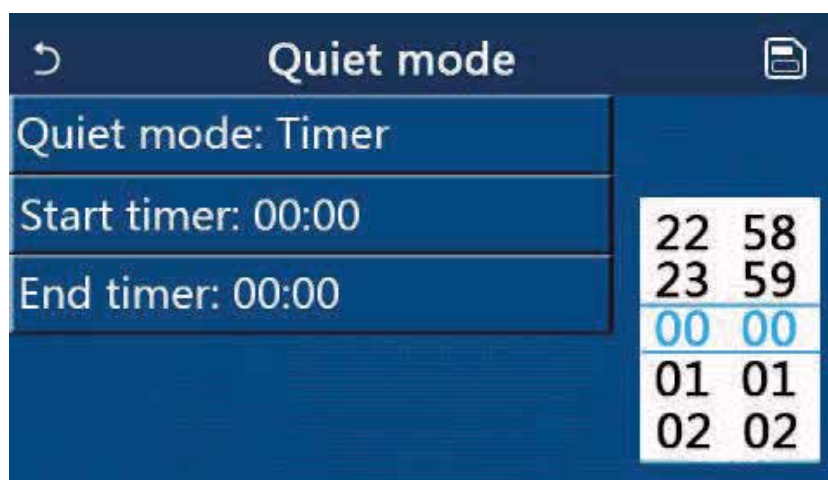 Quiet mode
Quiet mode: Timer
Start timer: 00:00
End timer: 00:00
22 58
23 59
00 00
01 01
02 02